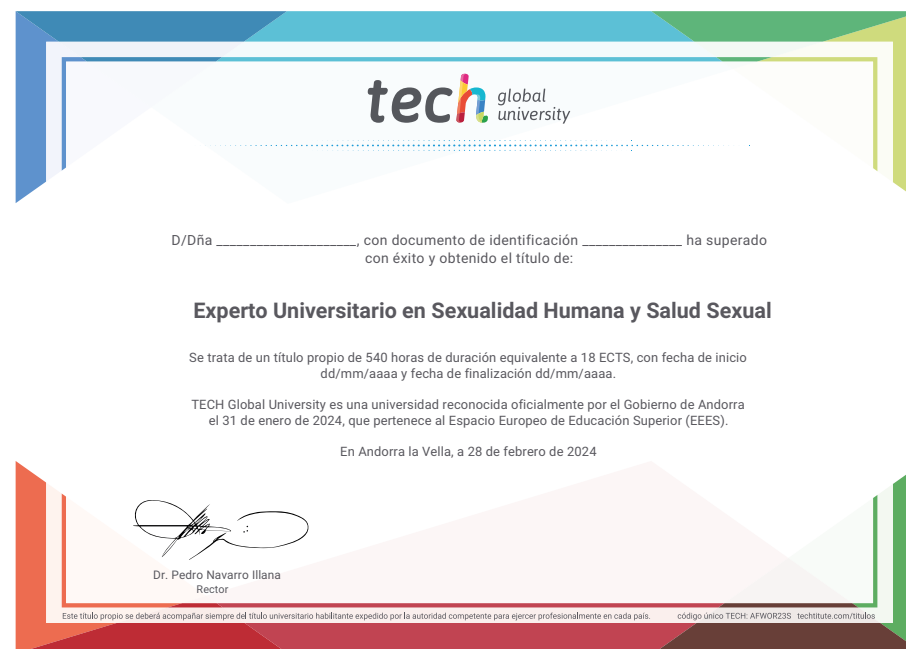 tech global
university
D/Dña _____________________, con documento de identificación _______________ ha superado
con éxito y obtenido el título de:
Experto Universitario en Sexualidad Humana y Salud Sexual
Se trata de un título propio de 540 horas de duración equivalente a 18 ECTS, con fecha de inicio
dd/mm/aaaa y fecha de finalización dd/mm/aaaa.
TECH Global University es una universidad reconocida oficialmente por el Gobierno de Andorra
el 31 de enero de 2024, que pertenece al Espacio Europeo de Educación Superior (EEES).
En Andorra la Vella, a 28 de febrero de 2024
Dr. Pedro Navarro Illana
Rector
Este título propio se deberá acompañar siempre del título universitario habilitante expedido por la autoridad competente para ejercer profesionalmente en cada país. código único TECH: AFWOR23S techtitute.com/titulos